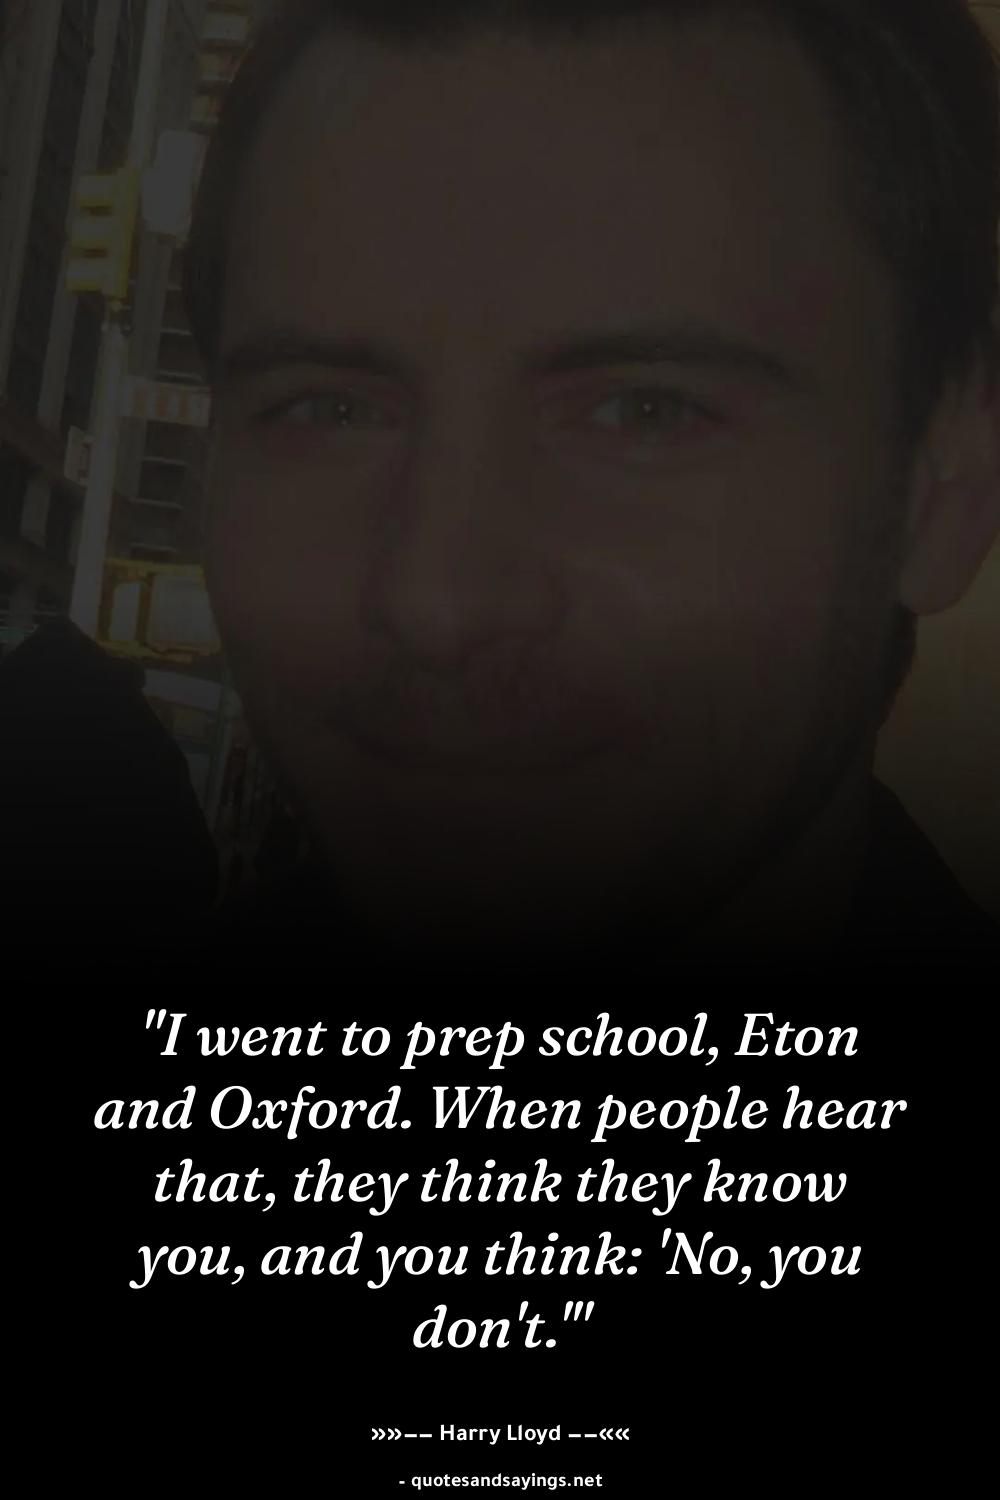 "I went to prep school, Eton
and Oxford. When people hear
that, they think they know
you, and you think: 'No, you
don't.'"
»»−− Harry Lloyd −−««
- quotesandsayings.net